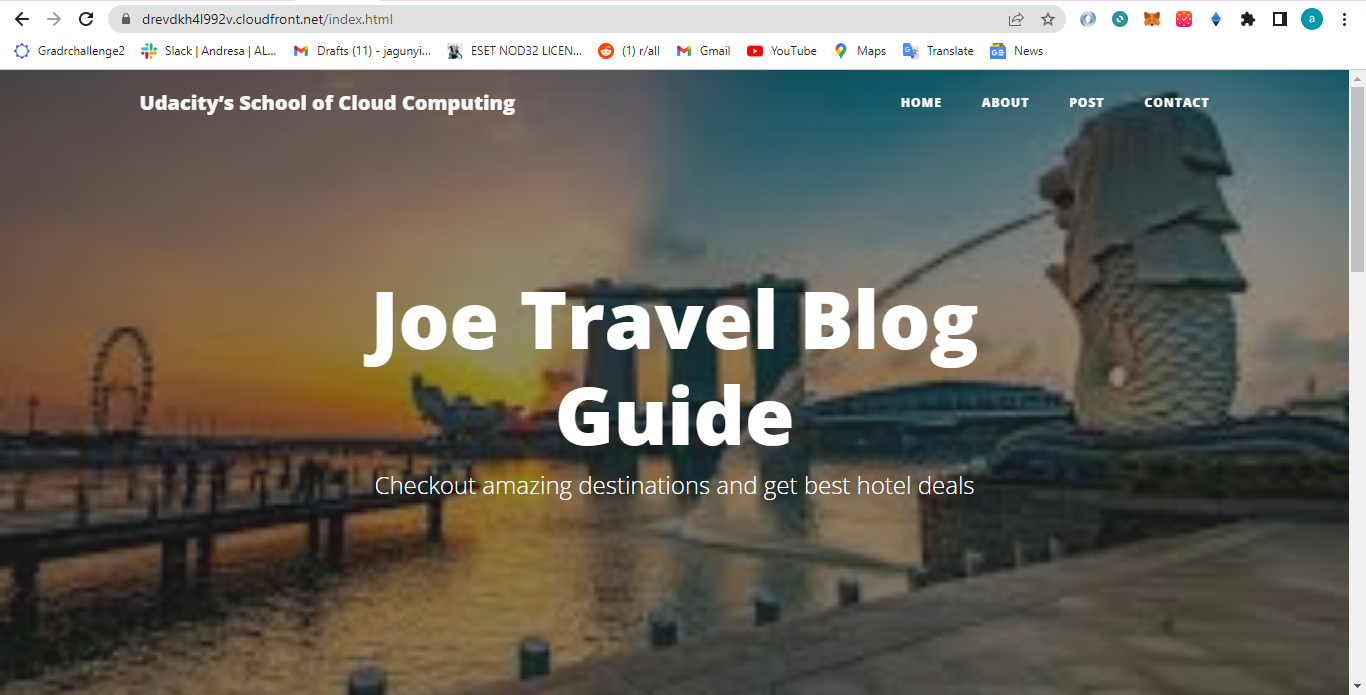 drevdkh4l992v.cloudfront.net/index.html
a
Gradrchallenge2
Slack | Andresa | AL...
Drafts (11) - jagunyi...
ESET NOD32 LICEN...
(1) r/all
Gmail
YouTube
Maps
Translate
News
Udacity’s School of Cloud Computing
HOME
ABOUT
POST
CONTACT
Joe Travel Blog
Guide
Checkout amazing destinations and get best hotel deals